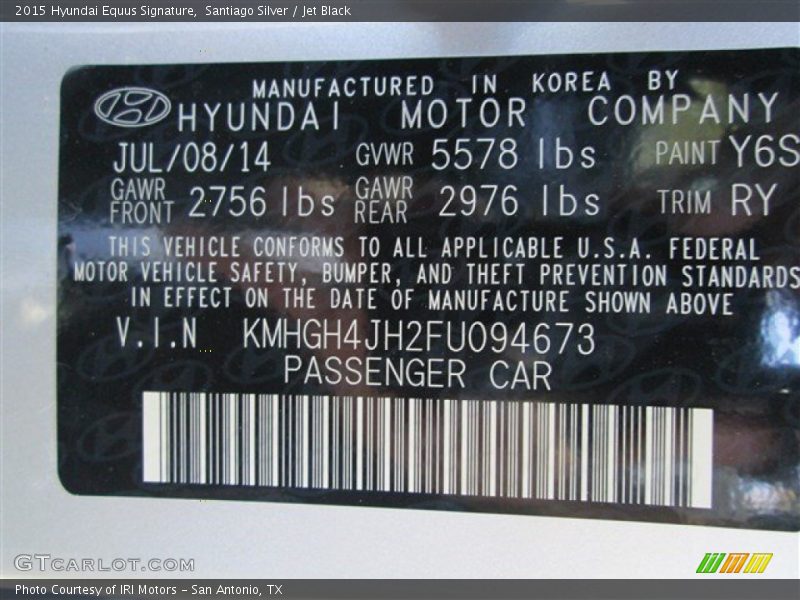 2015 Hyundai Equus Signature, Santiago Silver / Jet Black
MANUFACTURED IN KOREA BY
HYUNDAI MOTOR COMPANY
JUL/08/14 GVWR 5578 lbs PAINT Y6S
GAWR FRONT 2756 lbs GAWR REAR 2976 lbs TRIM RY
THIS VEHICLE CONFORMS TO ALL APPLICABLE U.S.A. FEDERAL
MOTOR VEHICLE SAFETY, BUMPER, AND THEFT PREVENTION STANDARDS
IN EFFECT ON THE DATE OF MANUFACTURE SHOWN ABOVE
V.I.N KMHGH4JH2FU094673
PASSENGER CAR
GTCARLOT.COM
Photo Courtesy of IRI Motors - San Antonio, TX